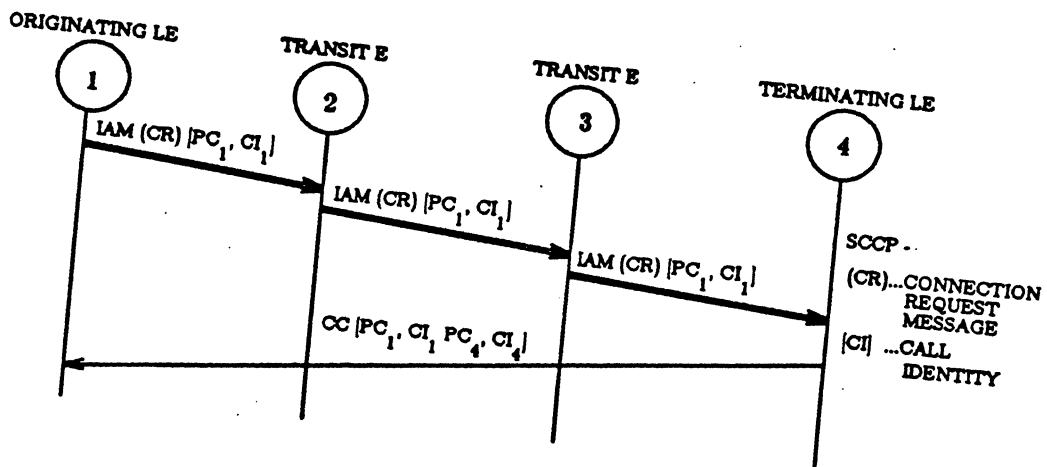 ORIGINATING LE
TRANSIT E
TRANSIT E
TERMINATING LE
1
2
3
4
IAM (CR) [PC1, CI1]
IAM (CR) [PC1, CI1]
IAM (CR) [PC1, CI1]
CC [PC1, CI1 PC4, CI4]
SCCP -
(CR)...CONNECTION
REQUEST
MESSAGE
[CI] ...CALL
IDENTITY